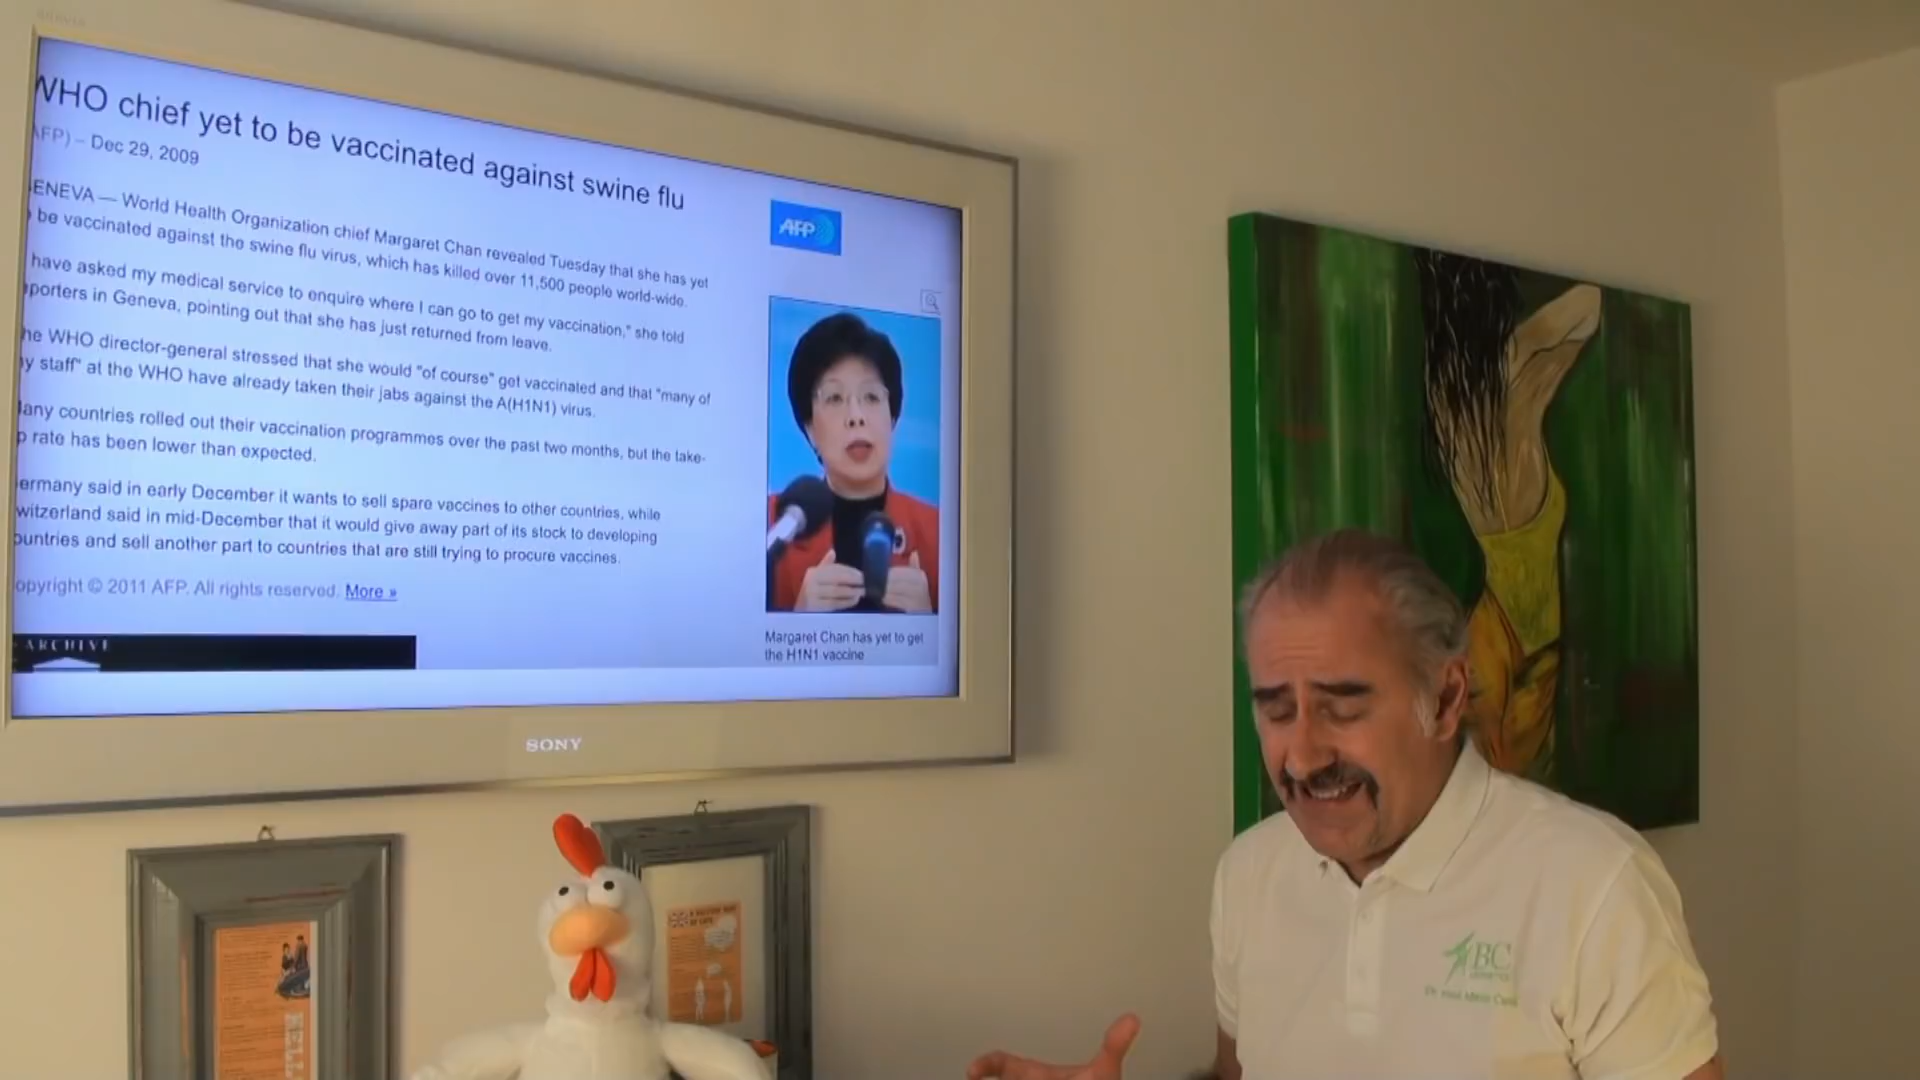 WHO chief yet to be vaccinated against swine flu
AFP) – Dec 29, 2009
ENEVA — World Health Organization chief Margaret Chan revealed Tuesday that she has yet
be vaccinated against the swine flu virus, which has killed over 11,500 people world-wide.
have asked my medical service to enquire where I can go to get my vaccination," she told
porters in Geneva, pointing out that she has just returned from leave.
he WHO director-general stressed that she would "of course" get vaccinated and that "many of
y staff" at the WHO have already taken their jabs against the A(H1N1) virus.
any countries rolled out their vaccination programmes over the past two months, but the take-
p rate has been lower than expected.
ermany said in early December it wants to sell spare vaccines to other countries, while
witzerland said in mid-December that it would give away part of its stock to developing
ountries and sell another part to countries that are still trying to procure vaccines.
opyright © 2011 AFP. All rights reserved. More »
ARCHIVE
AFP
Margaret Chan has yet to get
the H1N1 vaccine
SONY
BC